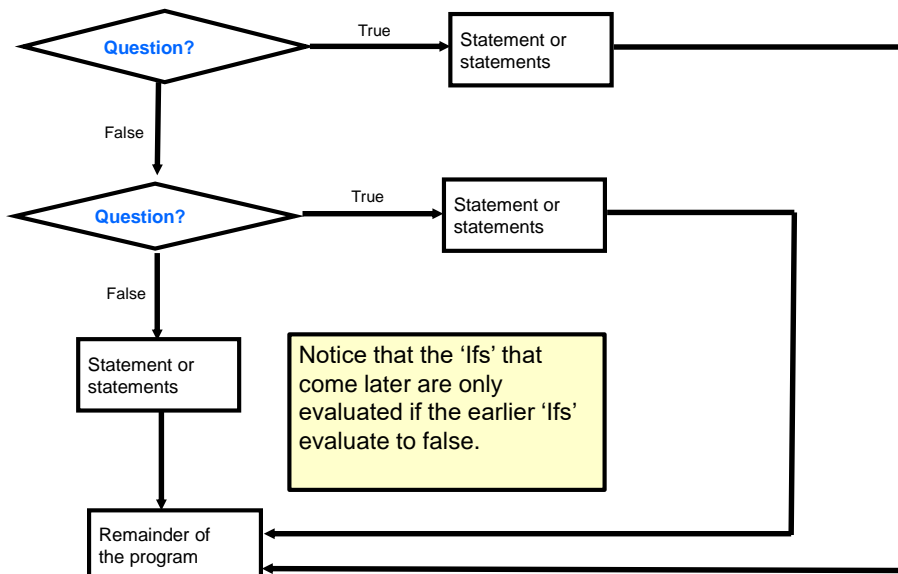 Question?
True
Statement or
statements
False
Question?
True
Statement or
statements
False
Statement or
statements
Notice that the ‘Ifs’ that
come later are only
evaluated if the earlier ‘Ifs’
evaluate to false.
Remainder of
the program